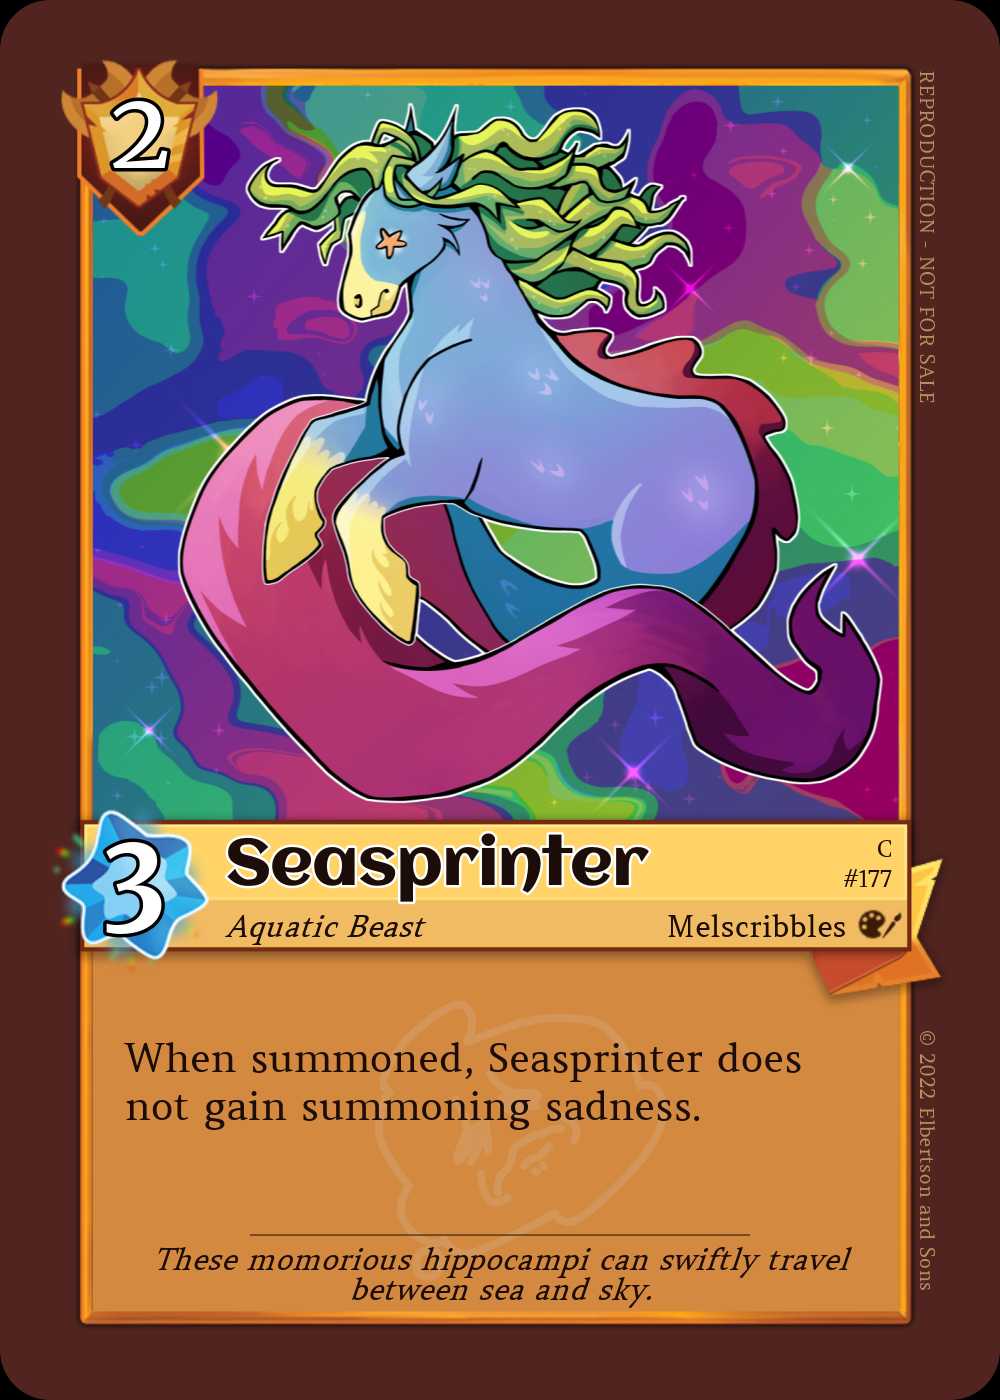 2
REPRODUCTION - NOT FOR SALE
3
Seasprinter
C
#177
Aquatic Beast
Melscribbles
When summoned, Seasprinter does
not gain summoning sadness.
These momorious hippocampi can swiftly travel
between sea and sky.
© 2022 Elbertson and Sons